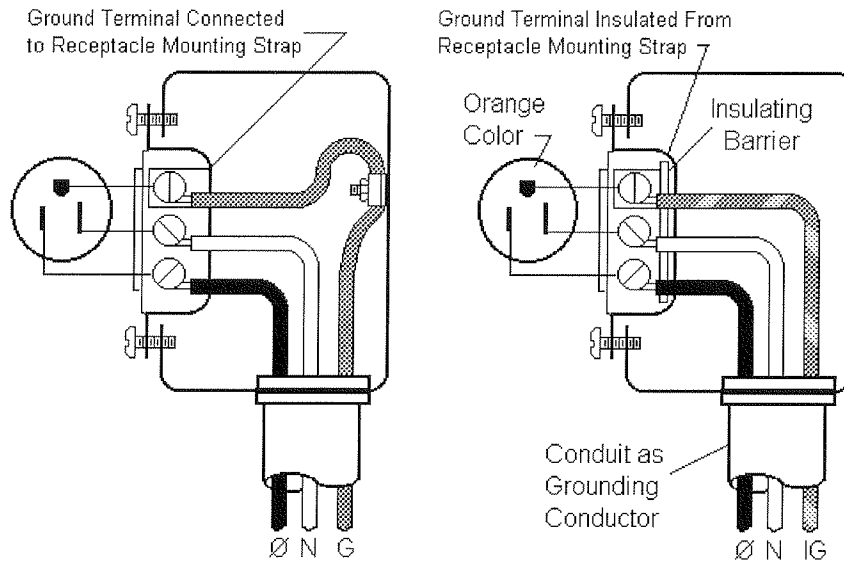 Ground Terminal Connected
to Receptacle Mounting Strap
Ground Terminal Insulated From
Receptacle Mounting Strap
Orange
Color
Insulating
Barrier
Conduit as
Grounding
Conductor
Ø N G
Ø N IG